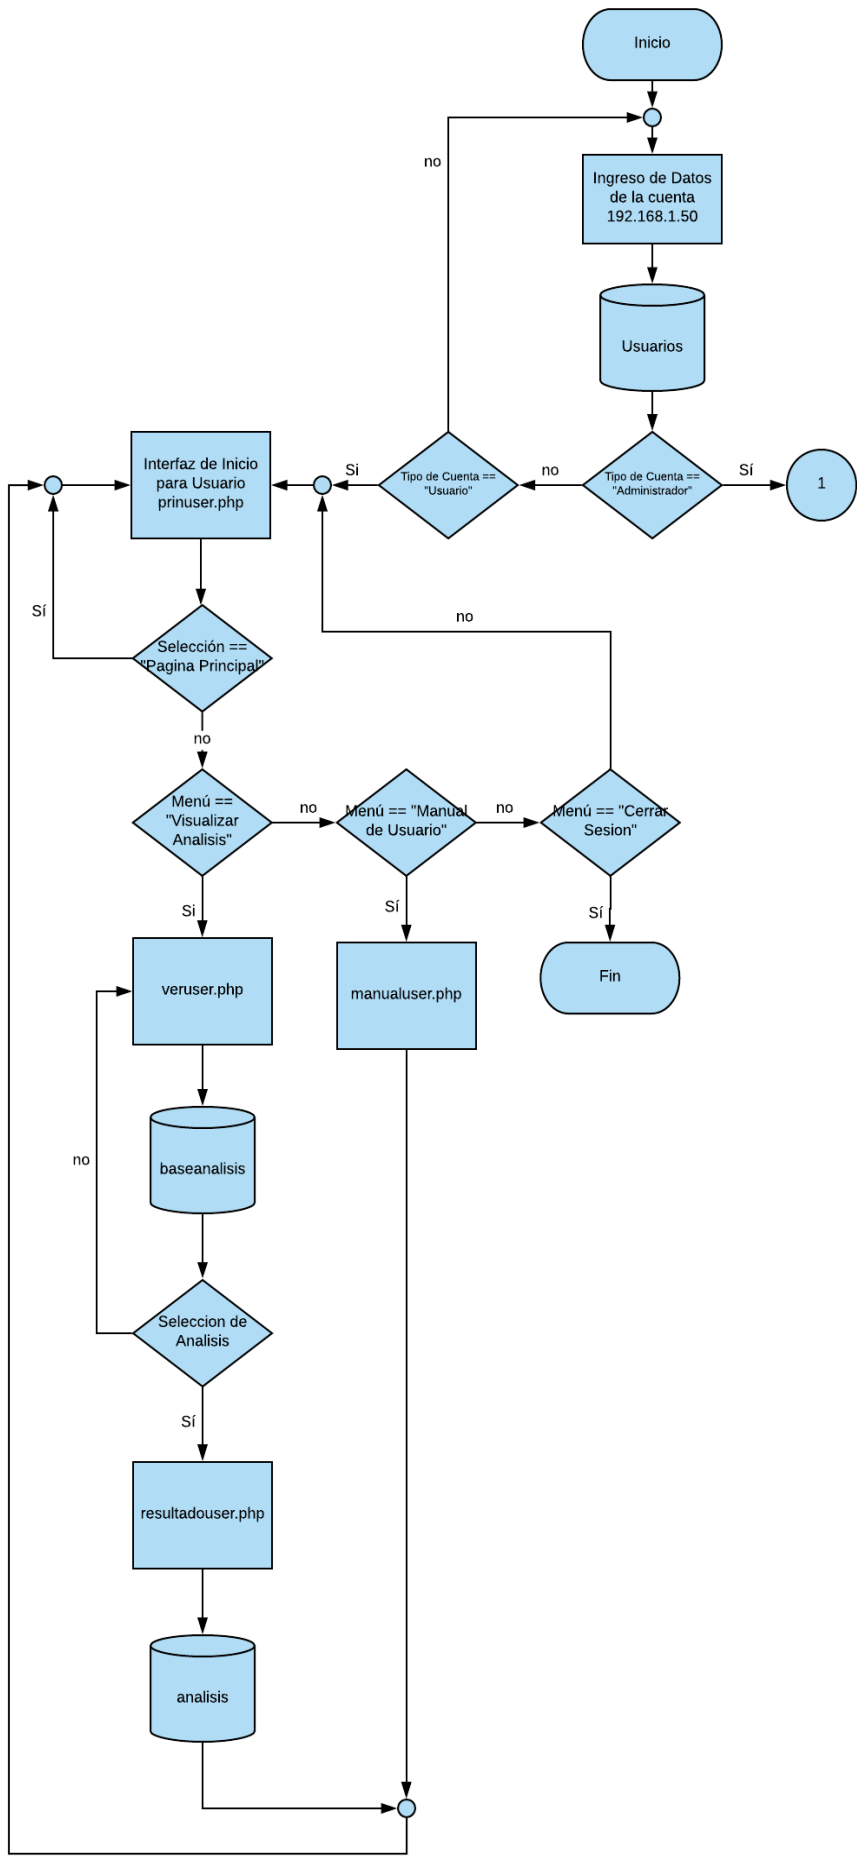 Inicio
no
Ingreso de Datos
de la cuenta
192.168.1.50
Usuarios
Interfaz de Inicio
para Usuario
prinuser.php
Si
Tipo de Cuenta ==
"Usuario"
no
Tipo de Cuenta ==
"Administrador"
Sí
1
Sí
no
Selección ==
"Pagina Principal"
no
Menú ==
"Visualizar
Analisis"
no
Menú == "Manual
de Usuario"
no
Menú == "Cerrar
Sesion"
Si
Sí
Sí
veruser.php
manualuser.php
Fin
no
baseanalisis
Seleccion de
Analisis
Sí
resultadouser.php
analisis